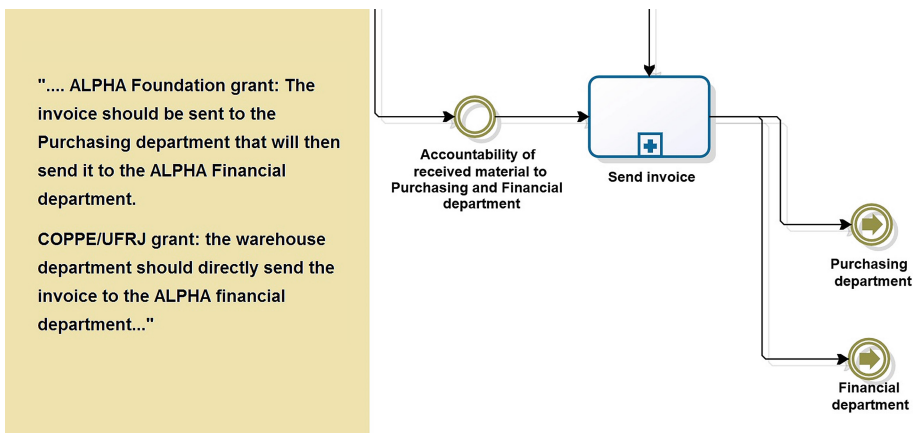 ".... ALPHA Foundation grant: The
invoice should be sent to the
Purchasing department that will then
send it to the ALPHA Financial
department.
COPPE/UFRJ grant: the warehouse
department should directly send the
invoice to the ALPHA financial
department..."
Accountability of
received material to
Purchasing and Financial
department
Send invoice
Purchasing
department
Financial
department